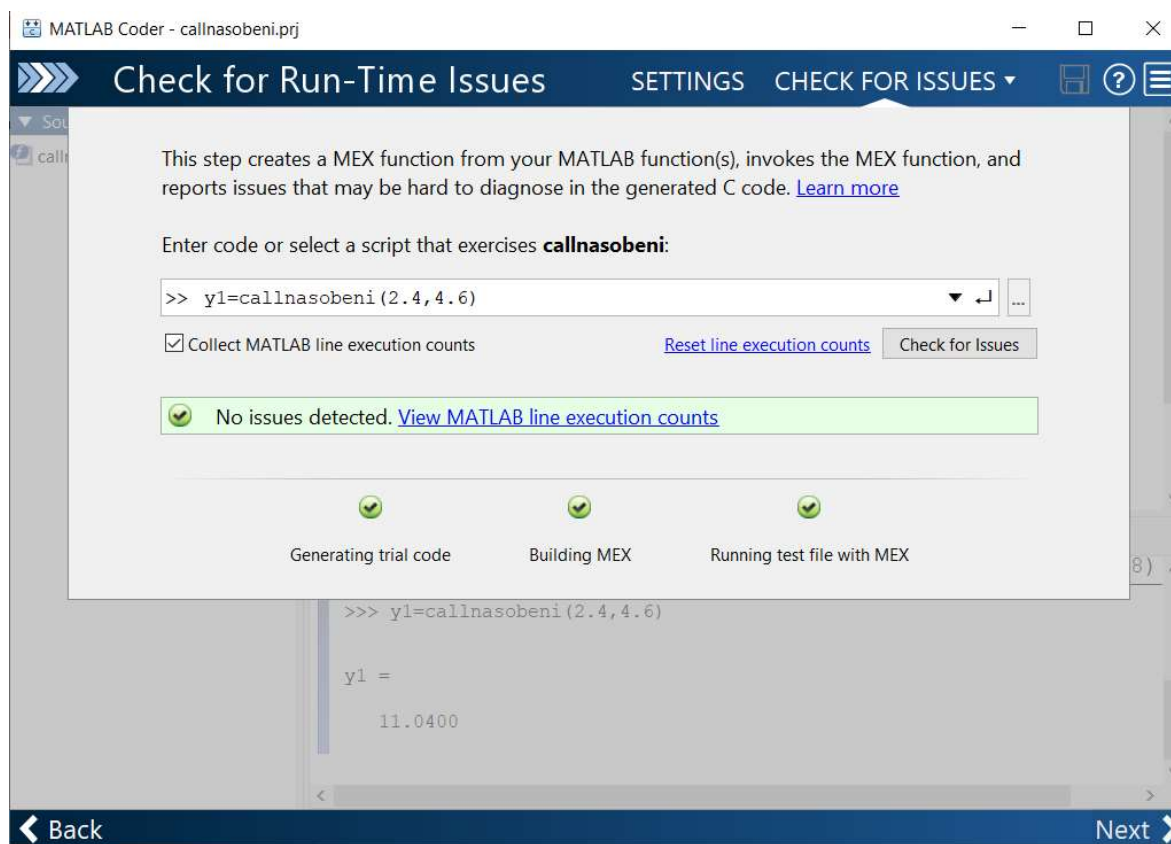 MATLAB Coder - callnasobeni.prj
Check for Run-Time Issues SETTINGS CHECK FOR ISSUES
This step creates a MEX function from your MATLAB function(s), invokes the MEX function, and
reports issues that may be hard to diagnose in the generated C code. Learn more
Enter code or select a script that exercises callnasobeni:
>> y1=callnasobeni(2.4,4.6)
...
Collect MATLAB line execution counts Reset line execution counts Check for Issues
No issues detected. View MATLAB line execution counts
Generating trial code Building MEX Running test file with MEX
8)
>>> y1=callnasobeni(2.4,4.6)
y1 =
11.0400
Back Next